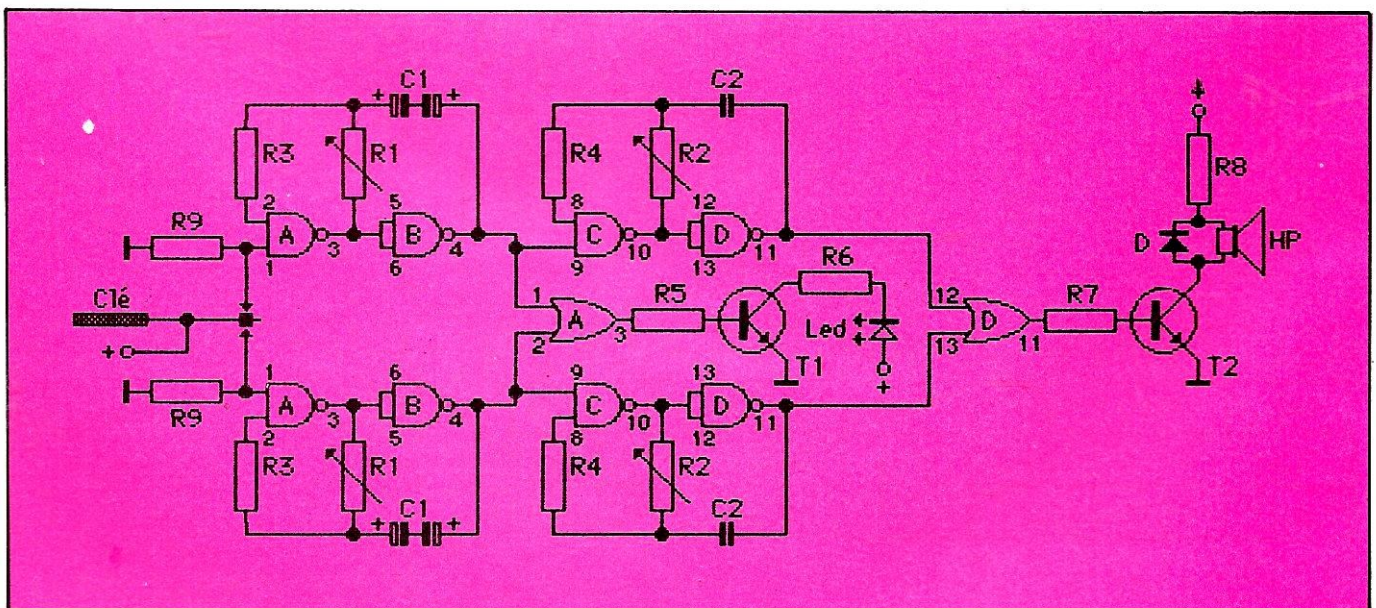 C1 C2
+ +
+
R3 R1 R4 R2 R8
2 5 8 12
R9 A 3 B 4 C 10 D 11 D HP
1 6 9 13 R6
Clé 1 12
A 3 R5 Led D 11 R7
+ 2 13
T1 T2
+
R9 1 6 9 13
A 3 B 4 C 10 D 11
2 5 8 12
R3 R1 R4 R2
+ C1 + C2